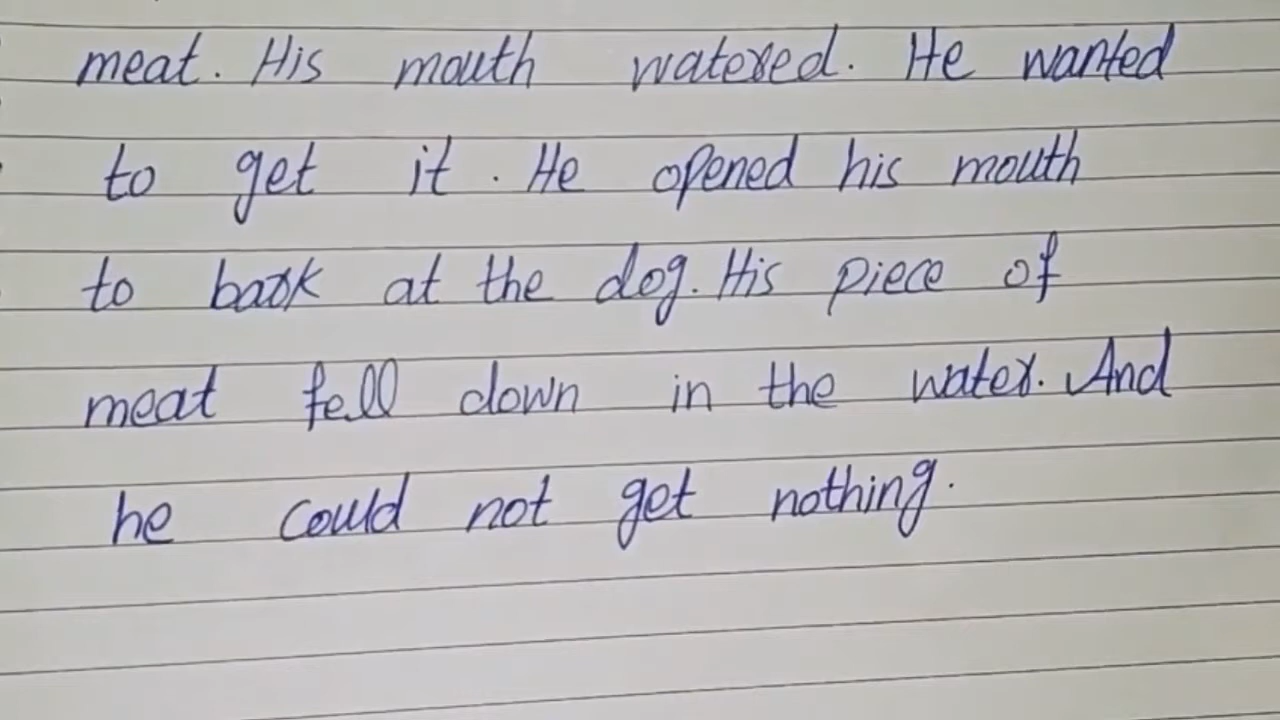 meat. His mouth watered. He wanted
to get it. He opened his mouth
to bark at the dog. His piece of
meat fell down in the water. And
he could not get nothing.